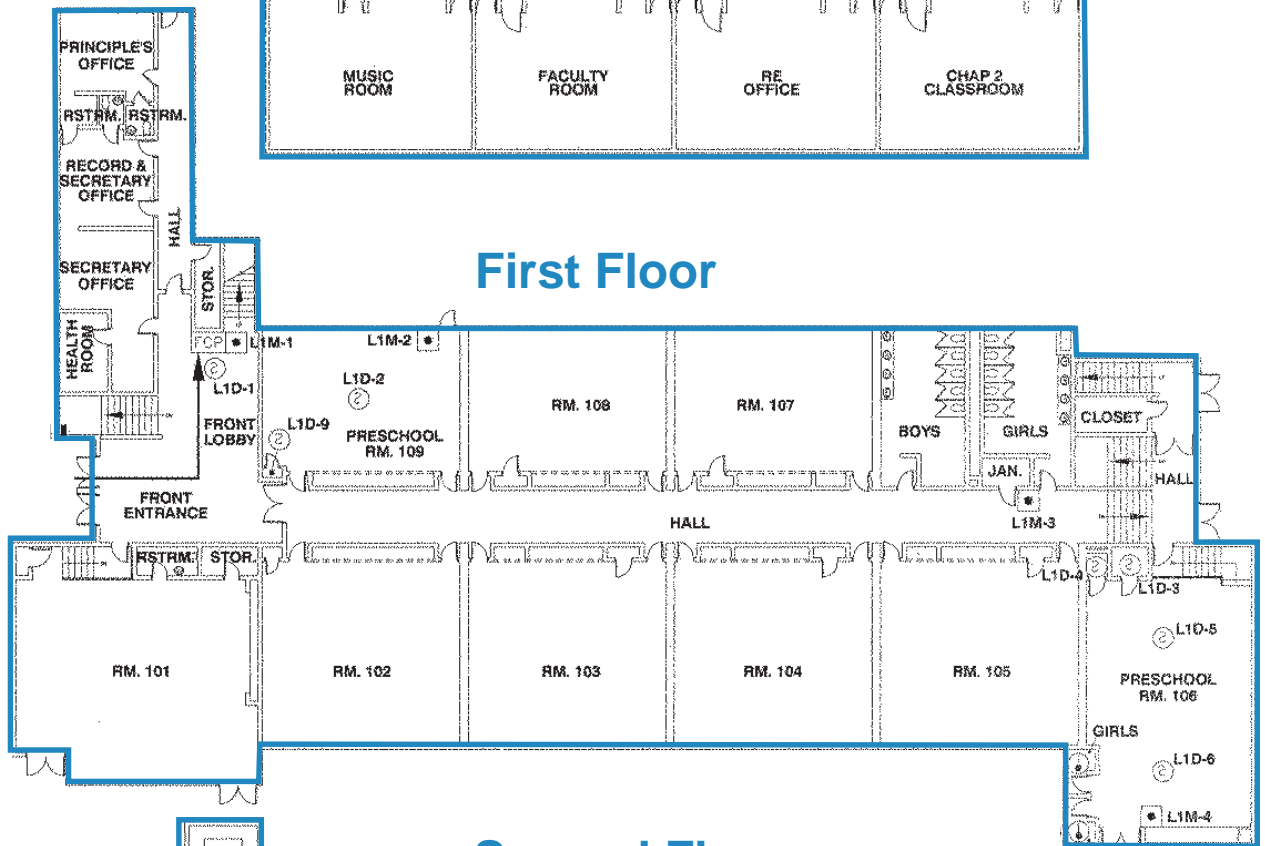 PRINCIPLE'S
OFFICE
MUSIC
ROOM
FACULTY
ROOM
RE
OFFICE
CHAP 2
CLASSROOM
RSTRM.
RSTRM.
RECORD &
SECRETARY
OFFICE
HALL
SECRETARY
OFFICE
STOR.
First Floor
HEALTH
ROOM
FCP
L1M-1
L1M-2
L1D-1
L1D-2
FRONT
LOBBY
L1D-9
PRESCHOOL
RM. 109
RM. 108
RM. 107
BOYS
GIRLS
CLOSET
JAN.
HALL
FRONT
ENTRANCE
HALL
L1M-3
RSTRM.
STOR.
L1D-4
L1D-3
L1D-5
RM. 101
RM. 102
RM. 103
RM. 104
RM. 105
PRESCHOOL
RM. 106
GIRLS
L1D-6
L1M-4